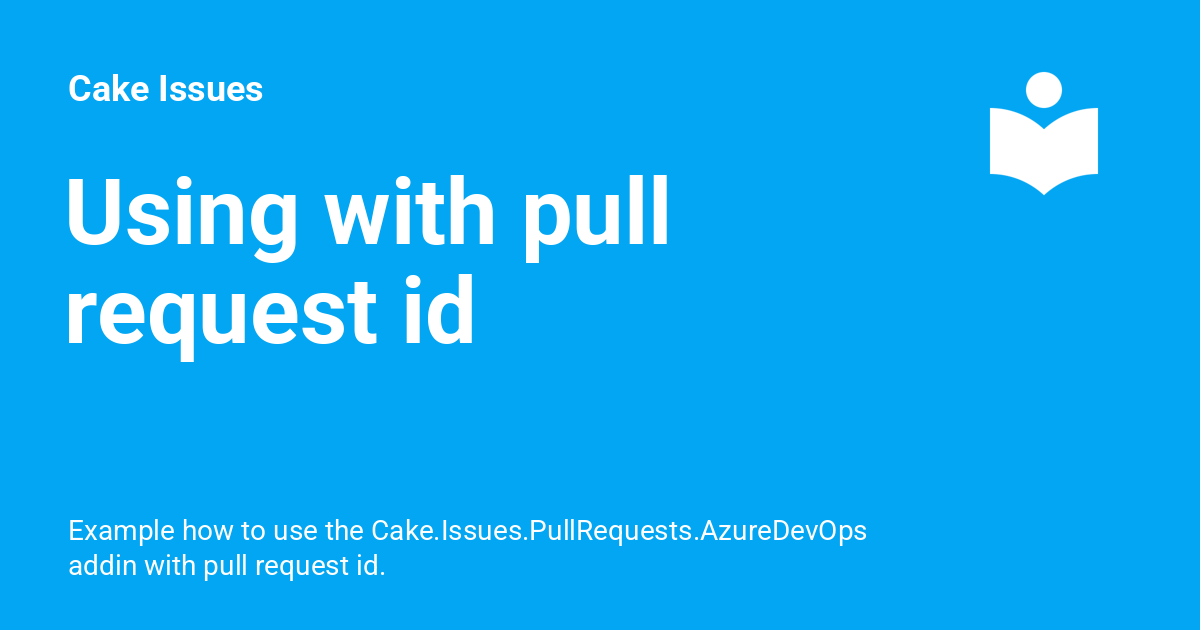 Cake Issues
Using with pull
request id
Example how to use the Cake.Issues.PullRequests.AzureDevOps
addin with pull request id.